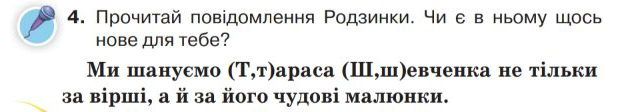 4. Прочитай повідомлення Родзинки. Чи є в ньому щось
нове для тебе?
Ми шануємо (Т,т)араса (Ш,ш)евченка не тільки
за вірші, а й за його чудові малюнки.